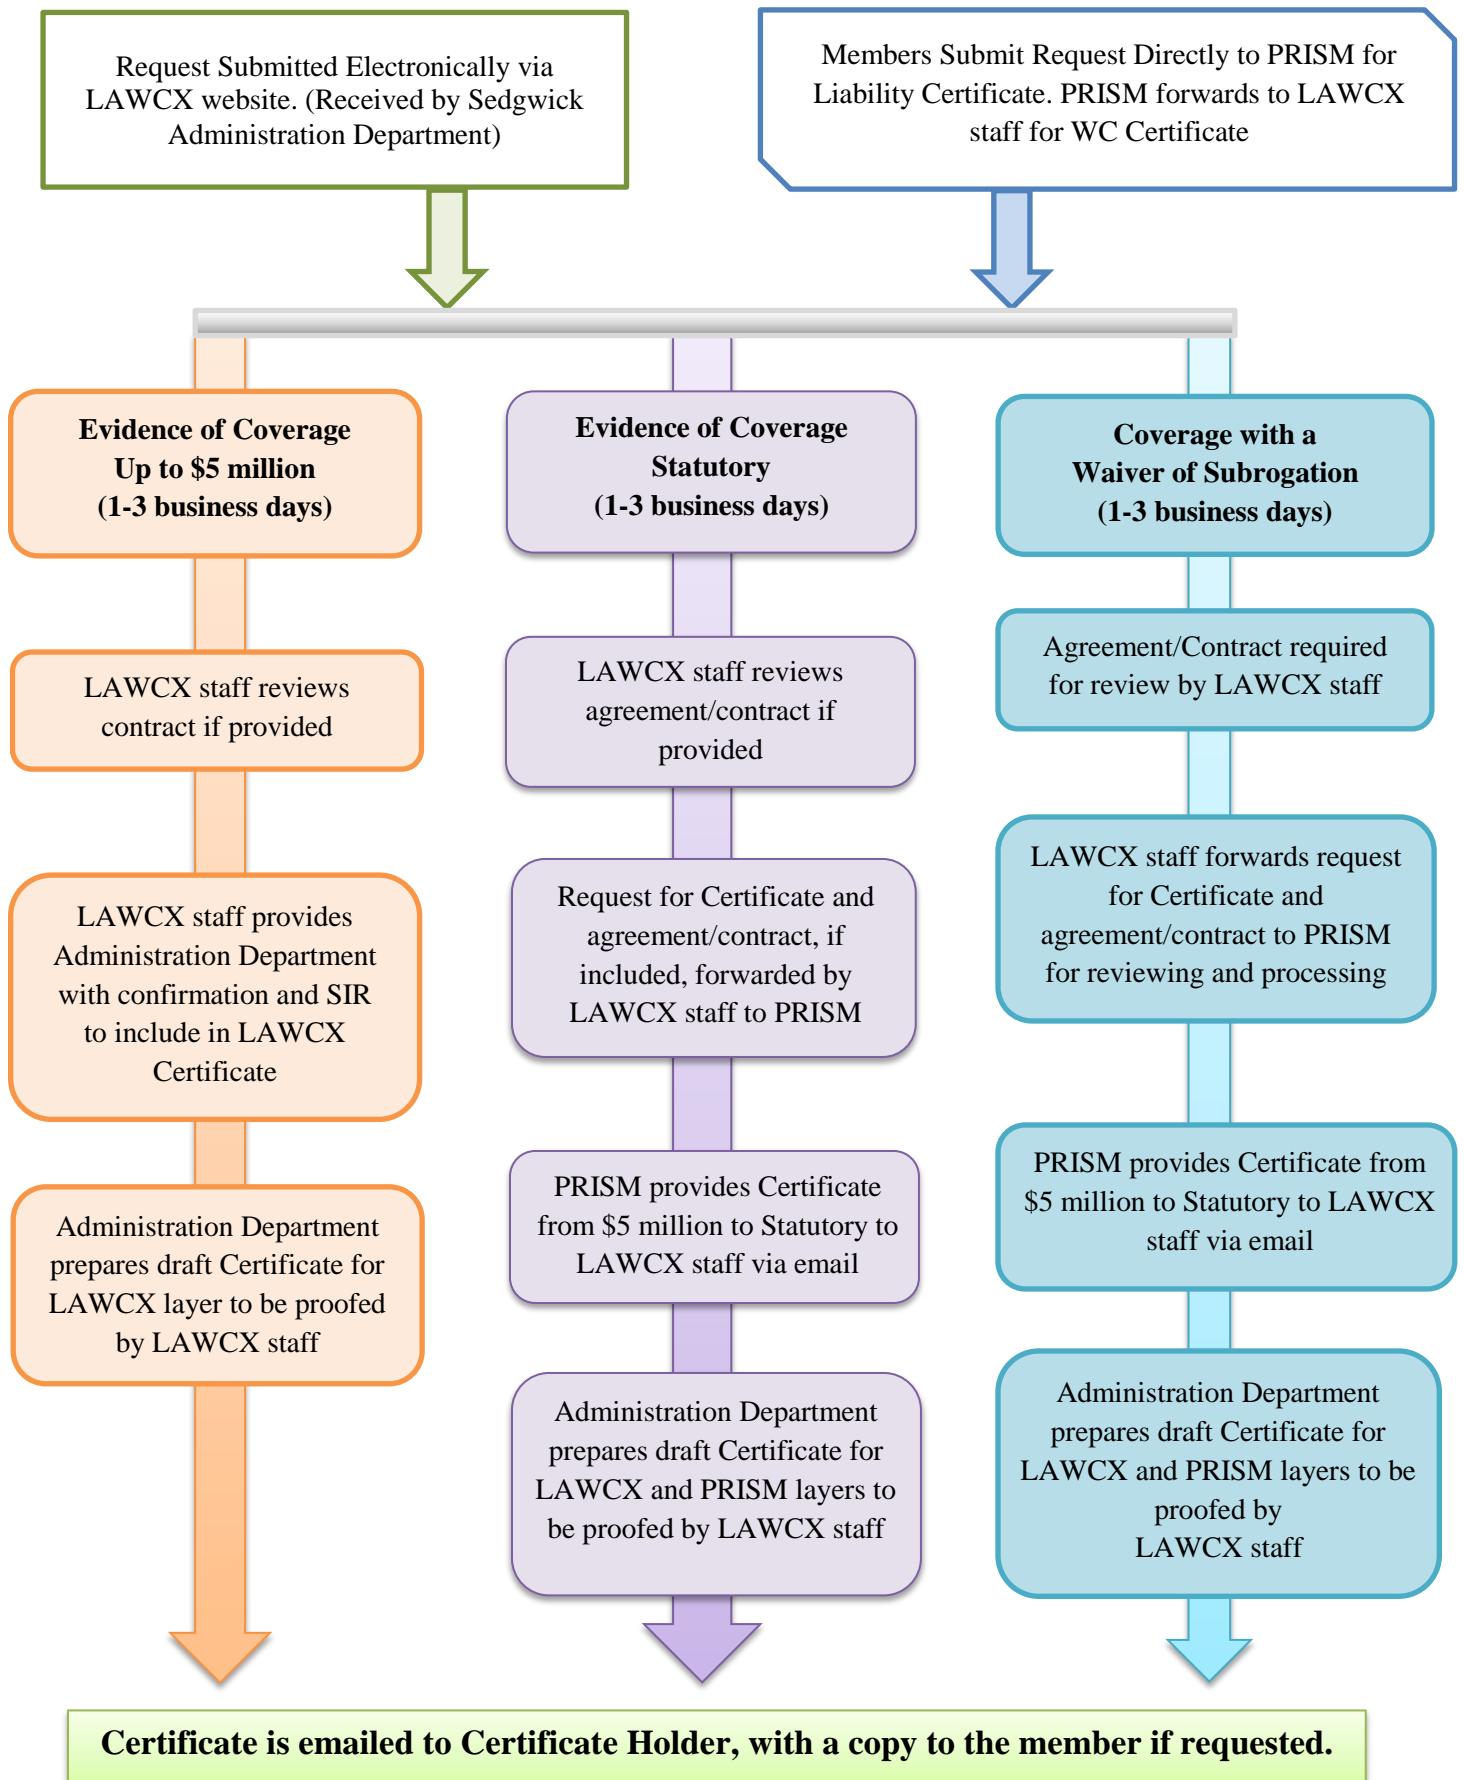 Request Submitted Electronically via
LAWCX website. (Received by Sedgwick
Administration Department)
Members Submit Request Directly to PRISM for
Liability Certificate. PRISM forwards to LAWCX
staff for WC Certificate
Evidence of Coverage
Up to $5 million
(1-3 business days)
LAWCX staff reviews
contract if provided
LAWCX staff provides
Administration Department
with confirmation and SIR
to include in LAWCX
Certificate
Administration Department
prepares draft Certificate for
LAWCX layer to be proofed
by LAWCX staff
Evidence of Coverage
Statutory
(1-3 business days)
LAWCX staff reviews
agreement/contract if
provided
Request for Certificate and
agreement/contract, if
included, forwarded by
LAWCX staff to PRISM
PRISM provides Certificate
from $5 million to Statutory to
LAWCX staff via email
Administration Department
prepares draft Certificate for
LAWCX and PRISM layers to
be proofed by LAWCX staff
Coverage with a
Waiver of Subrogation
(1-3 business days)
Agreement/Contract required
for review by LAWCX staff
LAWCX staff forwards request
for Certificate and
agreement/contract to PRISM
for reviewing and processing
PRISM provides Certificate from
$5 million to Statutory to LAWCX
staff via email
Administration Department
prepares draft Certificate for
LAWCX and PRISM layers to be
proofed by
LAWCX staff
Certificate is emailed to Certificate Holder, with a copy to the member if requested.